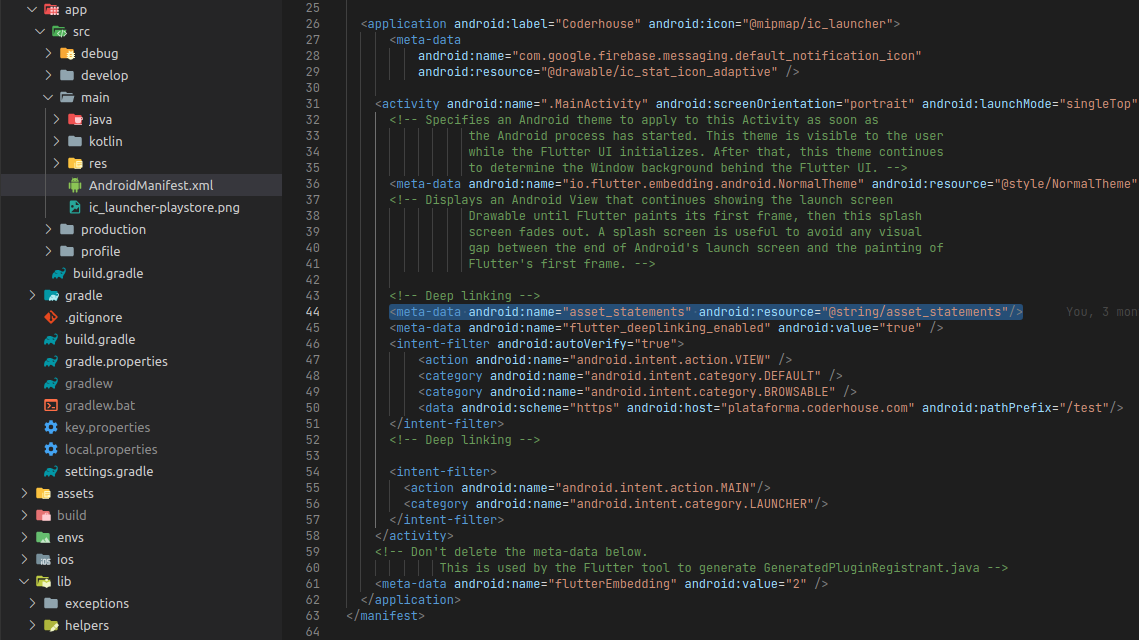 app
src
debug
develop
main
java
kotlin
res
AndroidManifest.xml
ic_launcher-playstore.png
production
profile
build.gradle
gradle
.gitignore
build.gradle
gradle.properties
gradlew
gradlew.bat
key.properties
local.properties
settings.gradle
assets
build
envs
ios
lib
exceptions
helpers
25
26 <application android:label="Coderhouse" android:icon="@mipmap/ic_launcher">
27 <meta-data
28 android:name="com.google.firebase.messaging.default_notification_icon"
29 android:resource="@drawable/ic_stat_icon_adaptive" />
30
31 <activity android:name=".MainActivity" android:screenOrientation="portrait" android:launchMode="singleTop"
32 <!-- Specifies an Android theme to apply to this Activity as soon as
33 the Android process has started. This theme is visible to the user
34 while the Flutter UI initializes. After that, this theme continues
35 to determine the Window background behind the Flutter UI. -->
36 <meta-data android:name="io.flutter.embedding.android.NormalTheme" android:resource="@style/NormalTheme"
37 <!-- Displays an Android View that continues showing the launch screen
38 Drawable until Flutter paints its first frame, then this splash
39 screen fades out. A splash screen is useful to avoid any visual
40 gap between the end of Android's launch screen and the painting of
41 Flutter's first frame. -->
42
43 <!-- Deep linking -->
44 <meta-data android:name="asset_statements" android:resource="@string/asset_statements"/> You, 3 mon
45 <meta-data android:name="flutter_deeplinking_enabled" android:value="true" />
46 <intent-filter android:autoVerify="true">
47 <action android:name="android.intent.action.VIEW" />
48 <category android:name="android.intent.category.DEFAULT" />
49 <category android:name="android.intent.category.BROWSABLE" />
50 <data android:scheme="https" android:host="plataforma.coderhouse.com" android:pathPrefix="/test"/>
51 </intent-filter>
52 <!-- Deep linking -->
53
54 <intent-filter>
55 <action android:name="android.intent.action.MAIN"/>
56 <category android:name="android.intent.category.LAUNCHER"/>
57 </intent-filter>
58 </activity>
59 <!-- Don't delete the meta-data below.
60 This is used by the Flutter tool to generate GeneratedPluginRegistrant.java -->
61 <meta-data android:name="flutterEmbedding" android:value="2" />
62 </application>
63 </manifest>
64